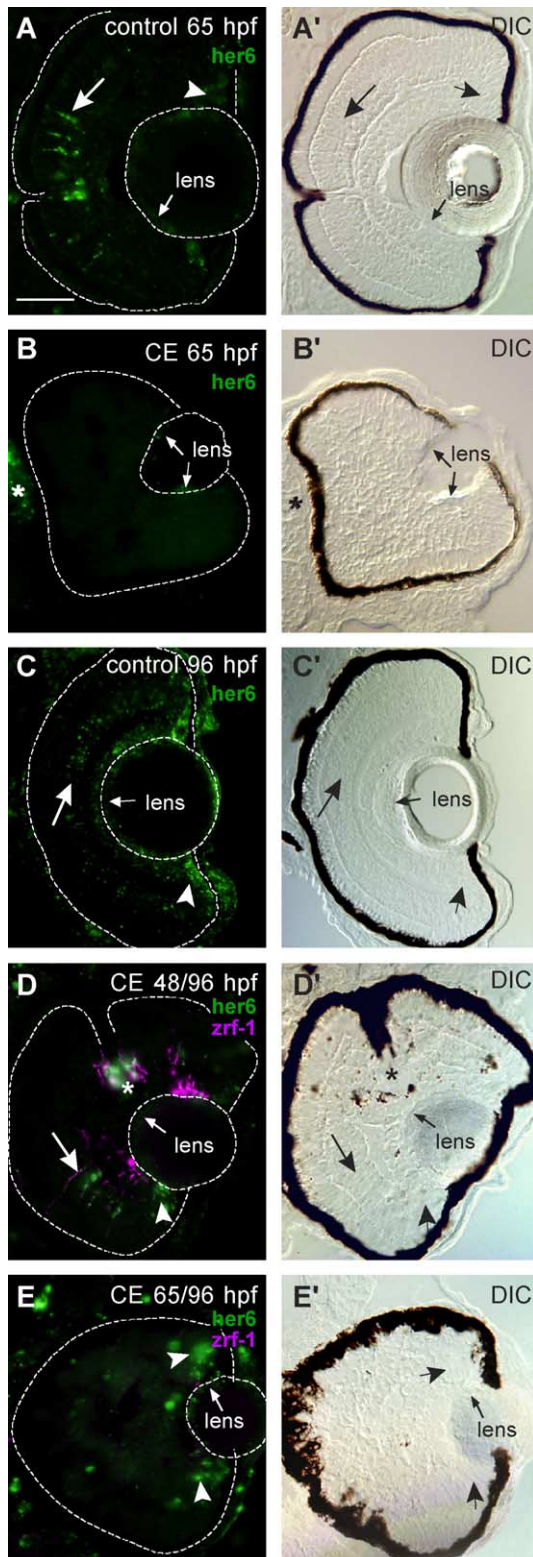 A control 65 hpf
her6
lens
A' DIC
lens
B CE 65 hpf
her6
lens
*
B' DIC
lens
*
C control 96 hpf
her6
lens
C' DIC
lens
D CE 48/96 hpf
her6
zrf-1
*
lens
D' DIC
*
lens
E CE 65/96 hpf
her6
zrf-1
lens
E' DIC
lens